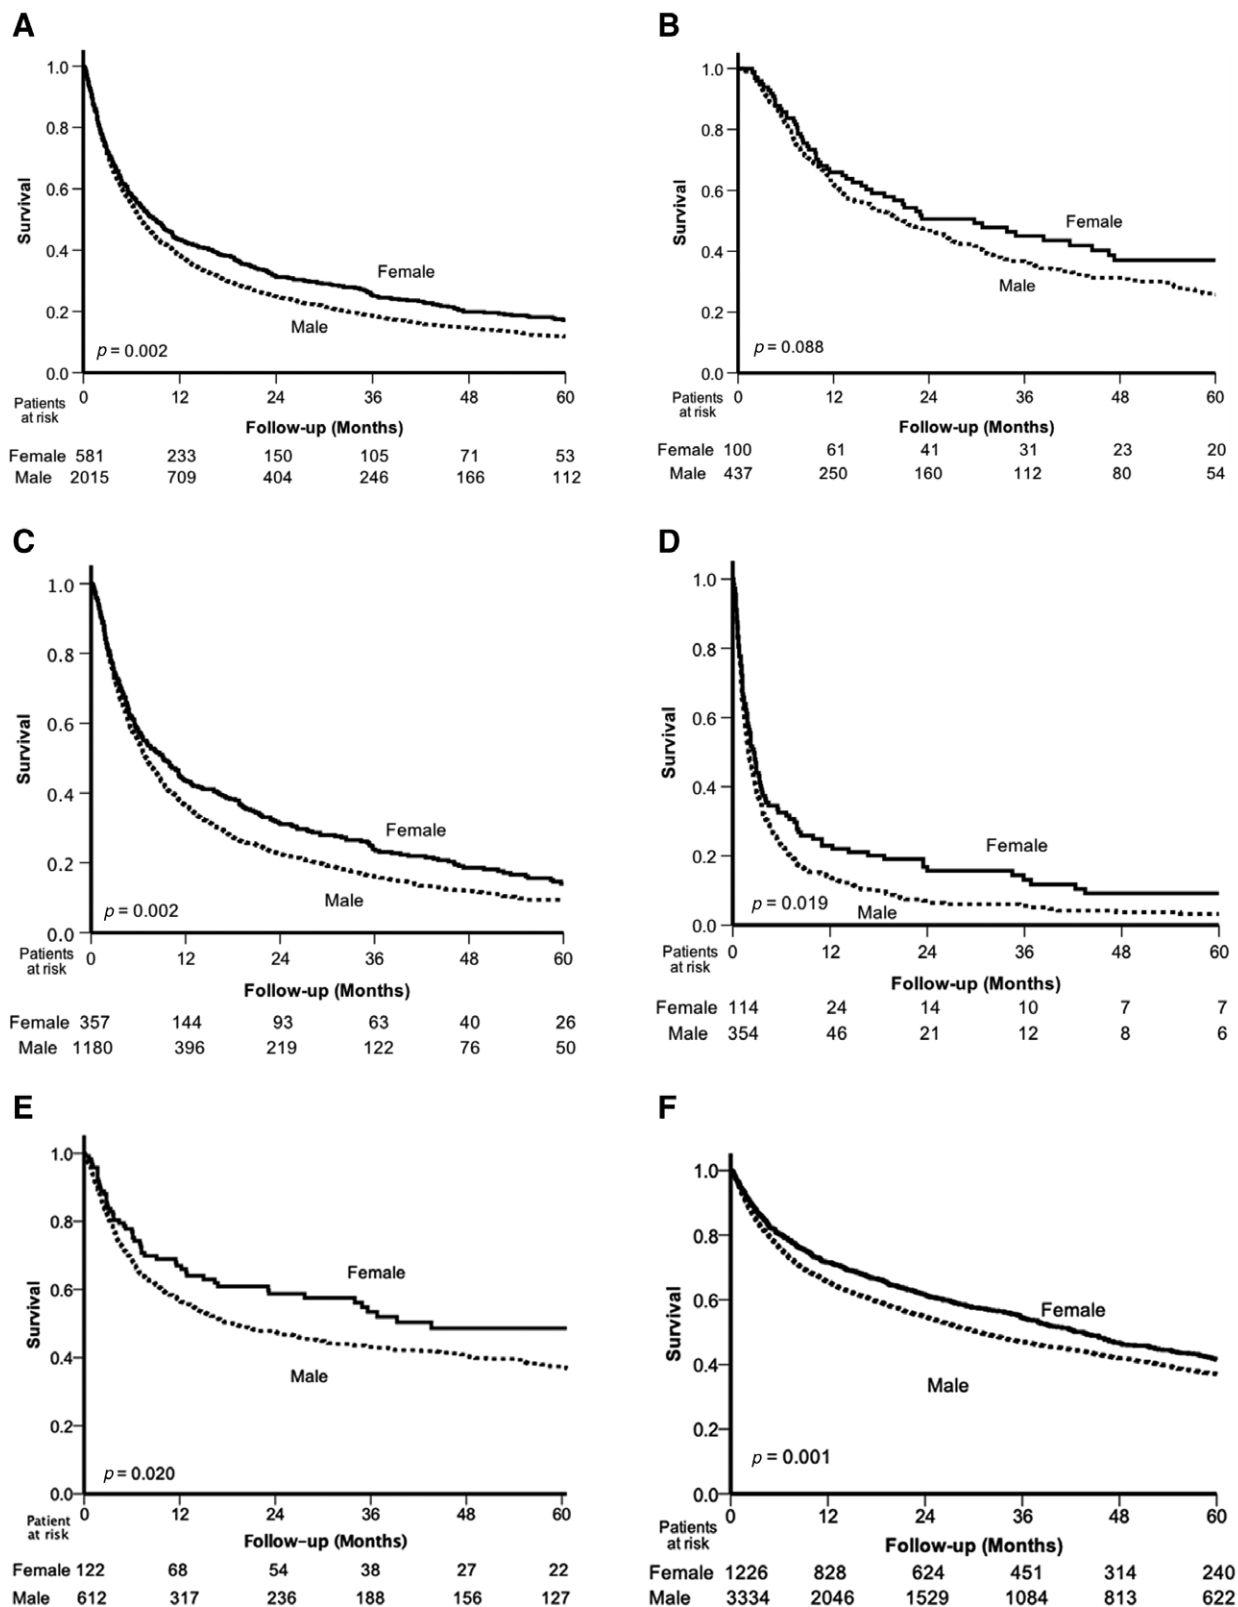 A
1.0
0.8
0.6
0.4
0.2
0.0
Survival
Female
Male
p = 0.002
0 12 24 36 48 60
Patients
at risk
Follow-up (Months)
Female 581 233 150 105 71 53
Male 2015 709 404 246 166 112
B
1.0
0.8
0.6
0.4
0.2
0.0
Survival
Female
Male
p = 0.088
0 12 24 36 48 60
Patients
at risk
Follow-up (Months)
Female 100 61 41 31 23 20
Male 437 250 160 112 80 54
C
1.0
0.8
0.6
0.4
0.2
0.0
Survival
Female
Male
p = 0.002
0 12 24 36 48 60
Patients
at risk
Follow-up (Months)
Female 357 144 93 63 40 26
Male 1180 396 219 122 76 50
D
1.0
0.8
0.6
0.4
0.2
0.0
Survival
Female
Male
p = 0.019
0 12 24 36 48 60
Patients
at risk
Follow-up (Months)
Female 114 24 14 10 7 7
Male 354 46 21 12 8 6
E
1.0
0.8
0.6
0.4
0.2
0.0
Survival
Female
Male
p = 0.020
0 12 24 36 48 60
Patient
at risk
Follow-up (Months)
Female 122 68 54 38 27 22
Male 612 317 236 188 156 127
F
1.0
0.8
0.6
0.4
0.2
0.0
Survival
Female
Male
p = 0.001
0 12 24 36 48 60
Patients
at risk
Follow-up (Months)
Female 1226 828 624 451 314 240
Male 3334 2046 1529 1084 813 622